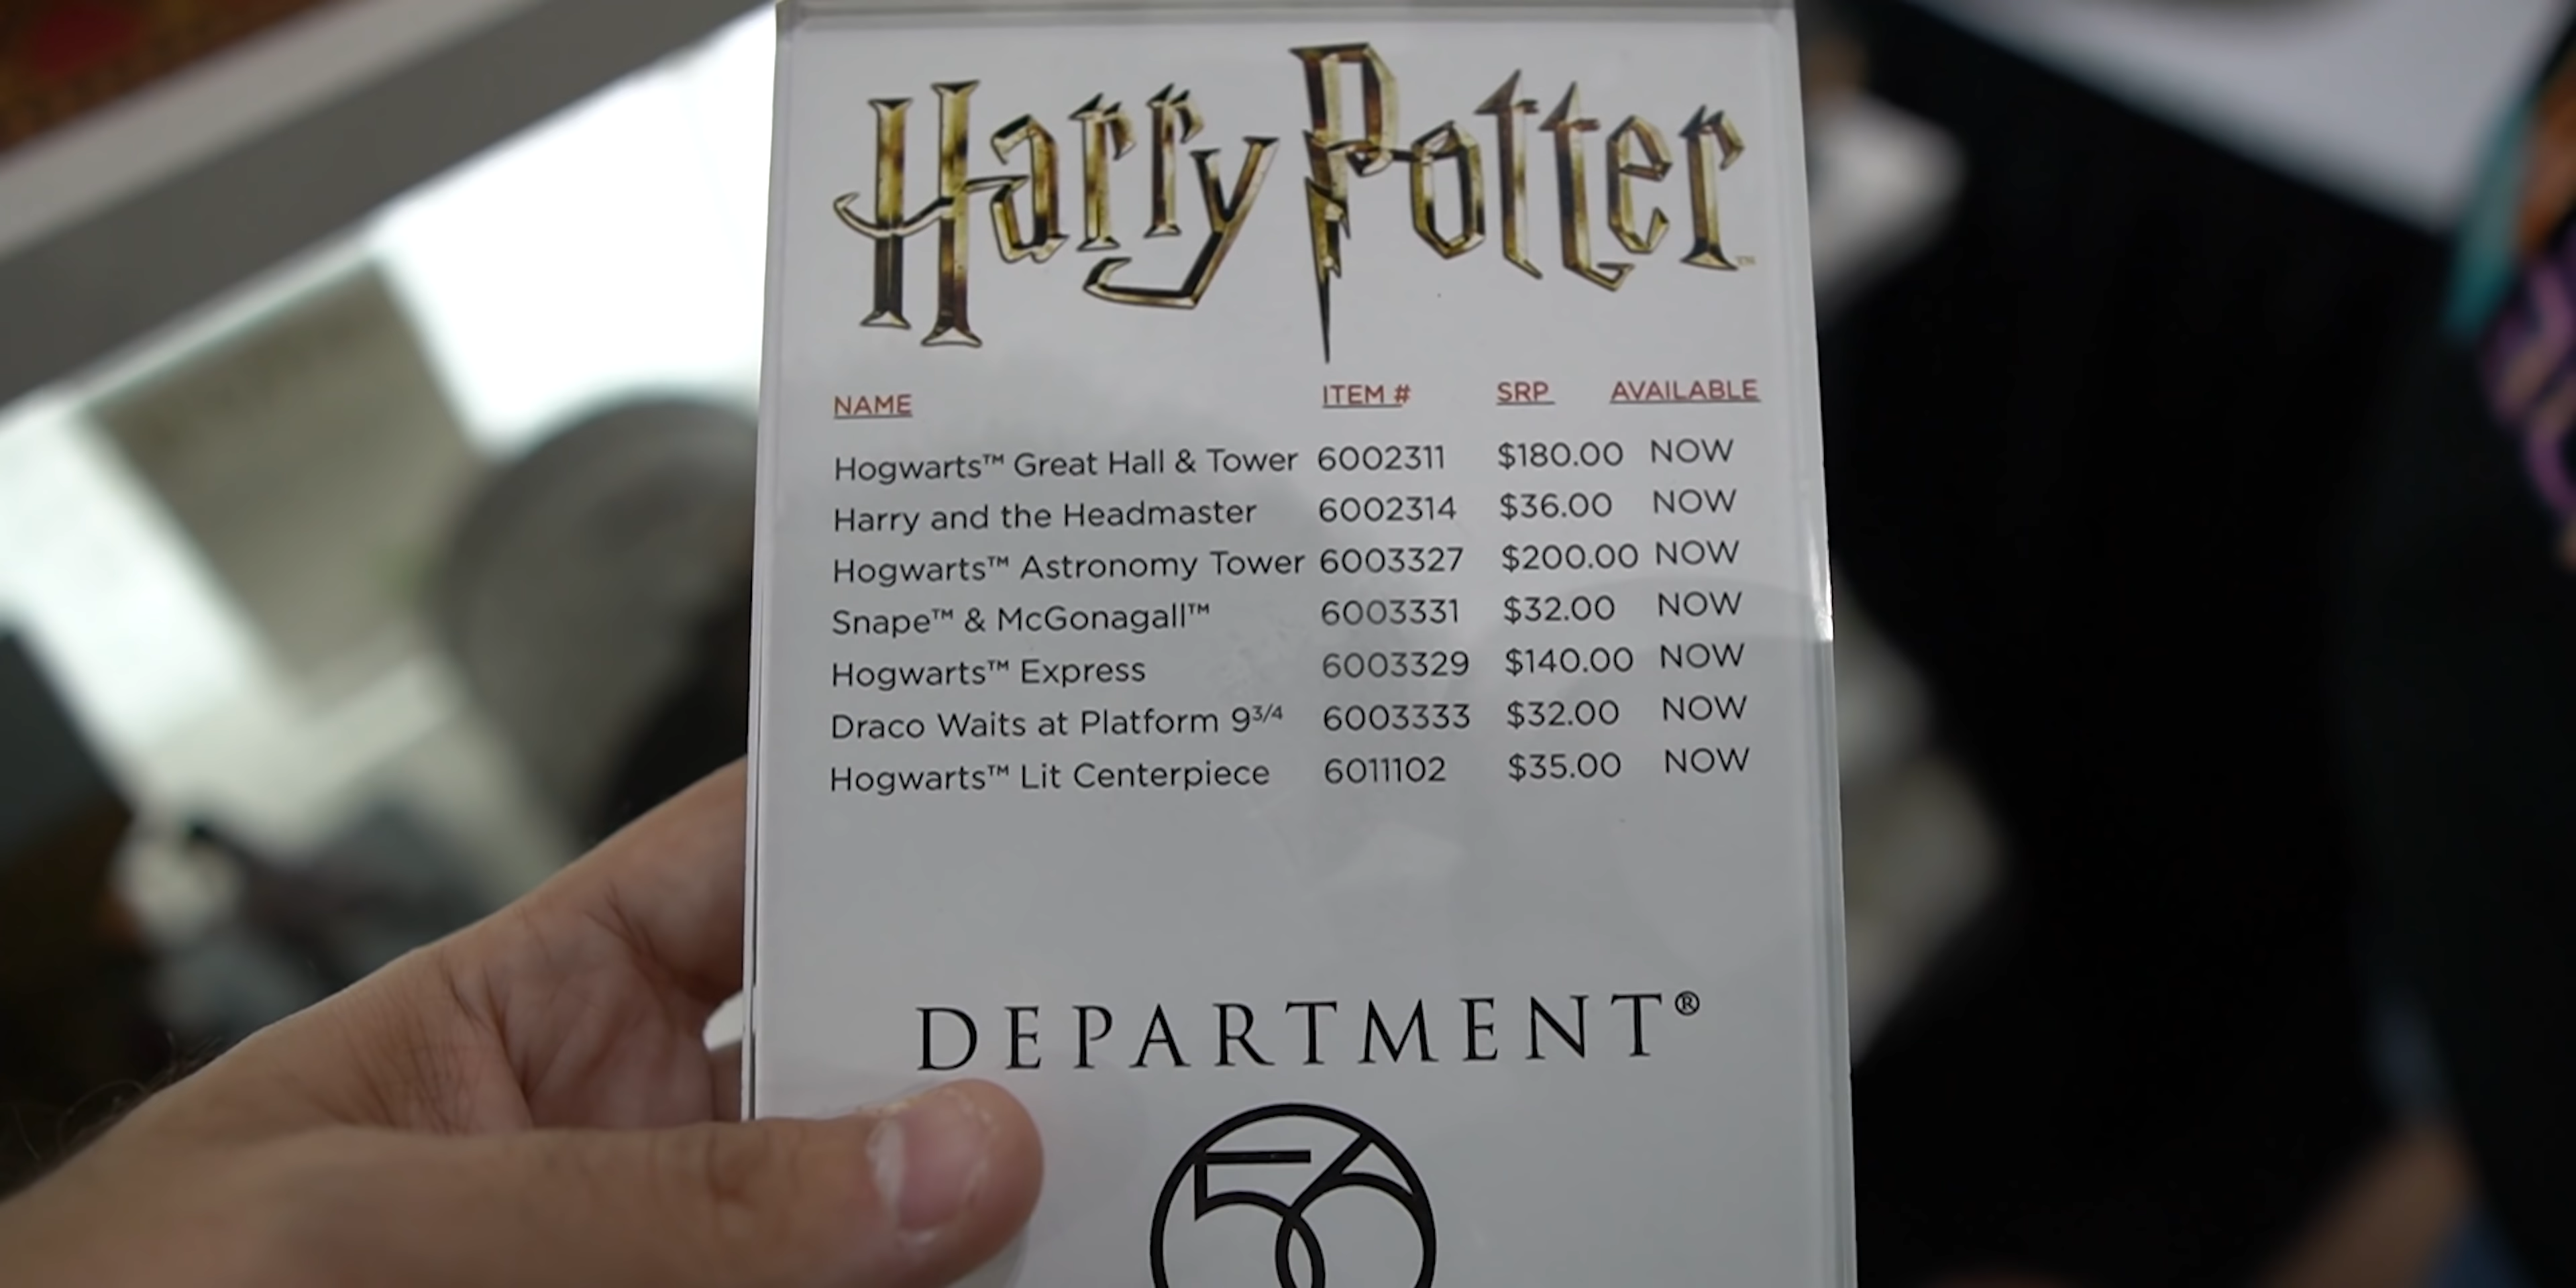 Harry Potter™
NAME ITEM # SRP AVAILABLE
Hogwarts™ Great Hall & Tower 6002311 $180.00 NOW
Harry and the Headmaster 6002314 $36.00 NOW
Hogwarts™ Astronomy Tower 6003327 $200.00 NOW
Snape™ & McGonagall™ 6003331 $32.00 NOW
Hogwarts™ Express 6003329 $140.00 NOW
Draco Waits at Platform 9 3/4 6003333 $32.00 NOW
Hogwarts™ Lit Centerpiece 6011102 $35.00 NOW
DEPARTMENT®
56